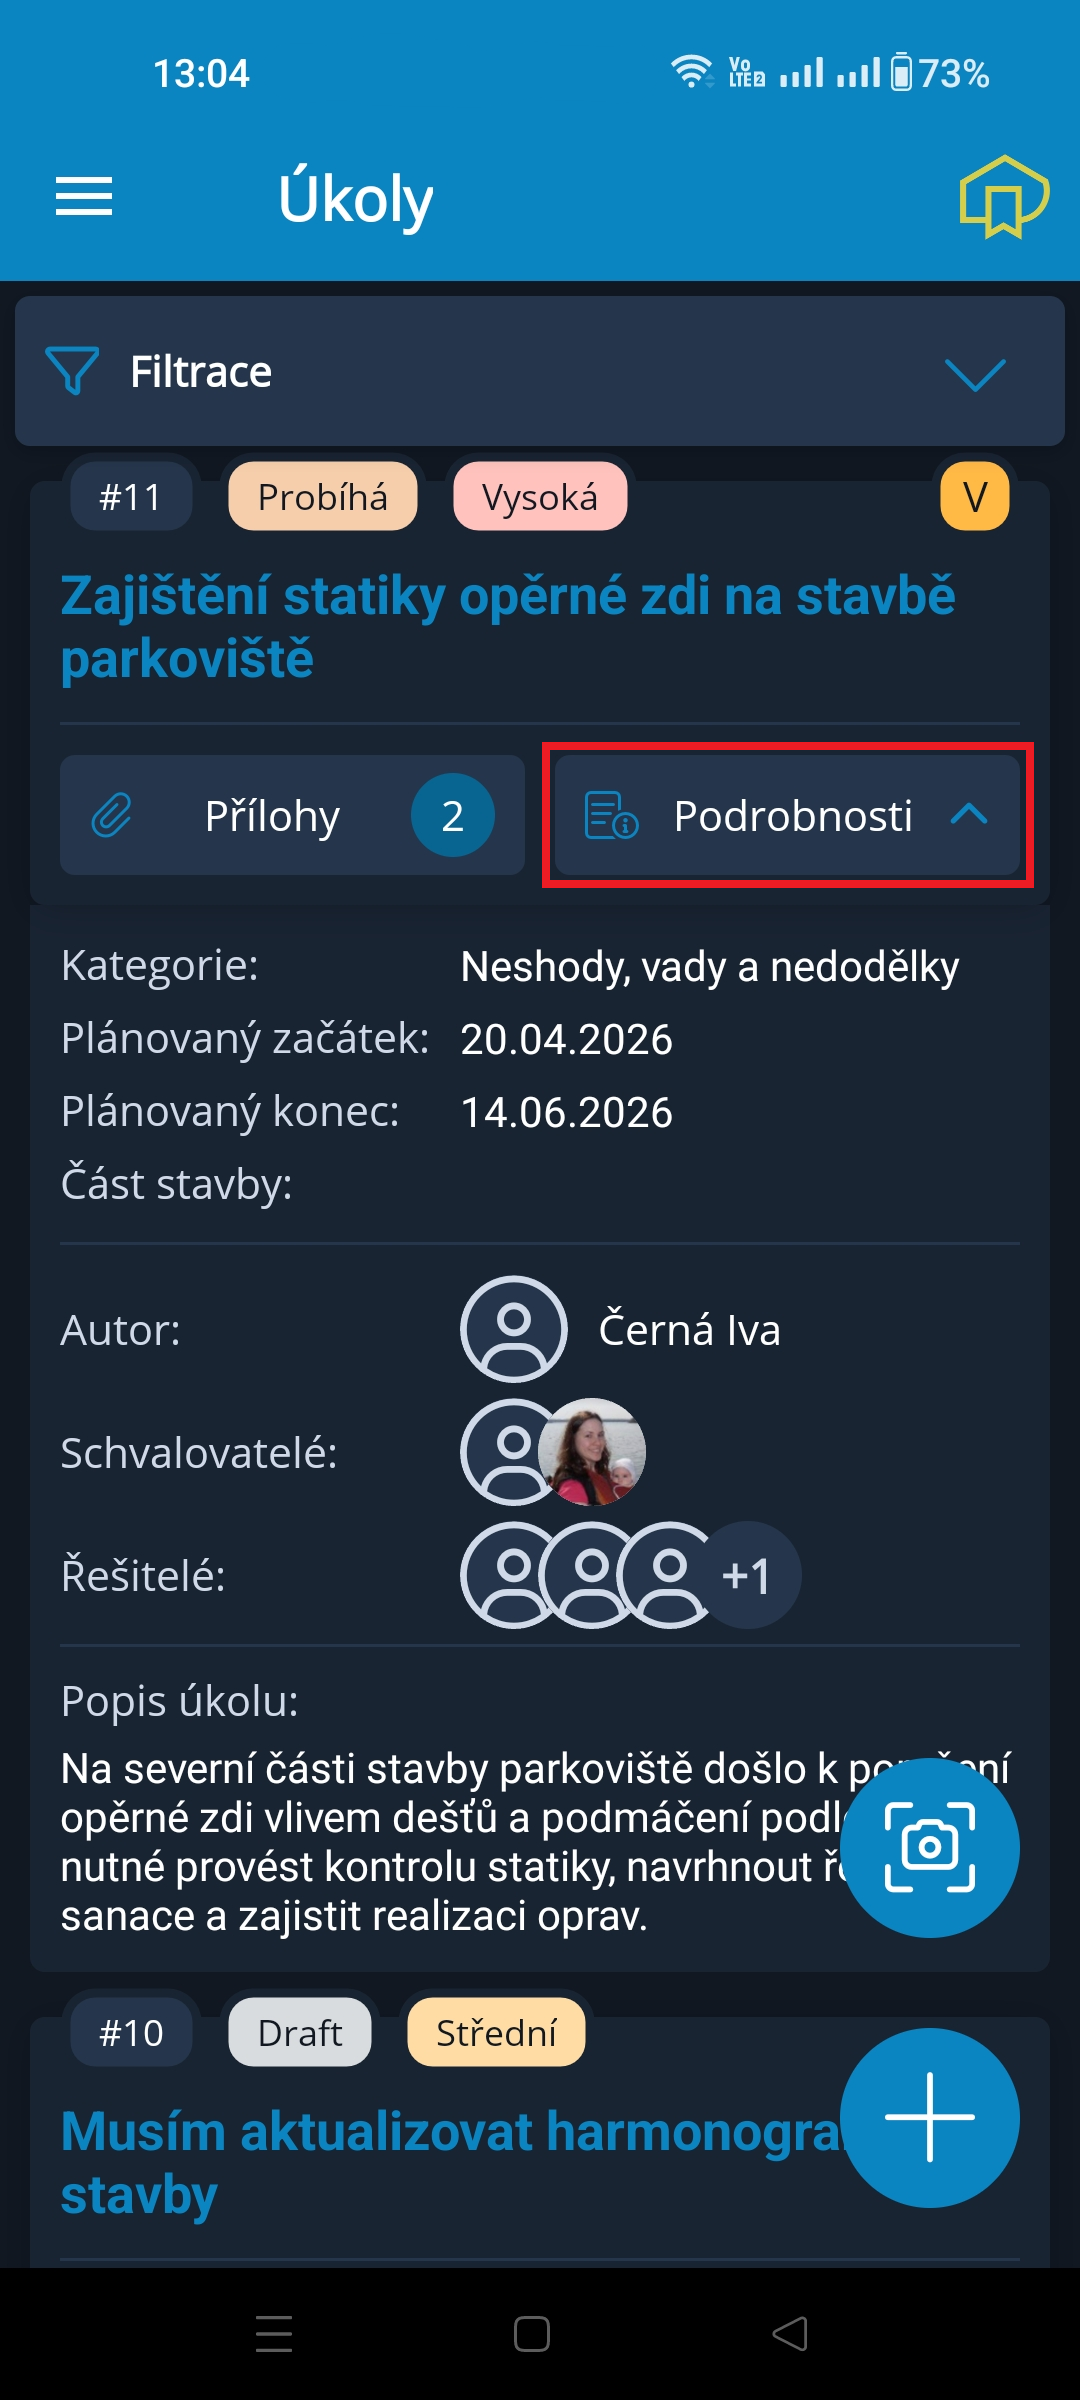 13:04
Vo LTE2 73%
Úkoly
Filtrace
#11 Probíhá Vysoká V
Zajištění statiky opěrné zdi na stavbě
parkoviště
Přílohy 2 Podrobnosti
Kategorie: Neshody, vady a nedodělky
Plánovaný začátek: 20.04.2026
Plánovaný konec: 14.06.2026
Část stavby:
Autor: Černá Iva
Schvalovatelé:
Řešitelé: +1
Popis úkolu:
Na severní části stavby parkoviště došlo k
opěrné zdi vlivem dešťů a podmáčení
nutné provést kontrolu statiky, navrhnout
sanace a zajistit realizaci oprav.
#10 Draft Střední
Musím aktualizovat
stavby